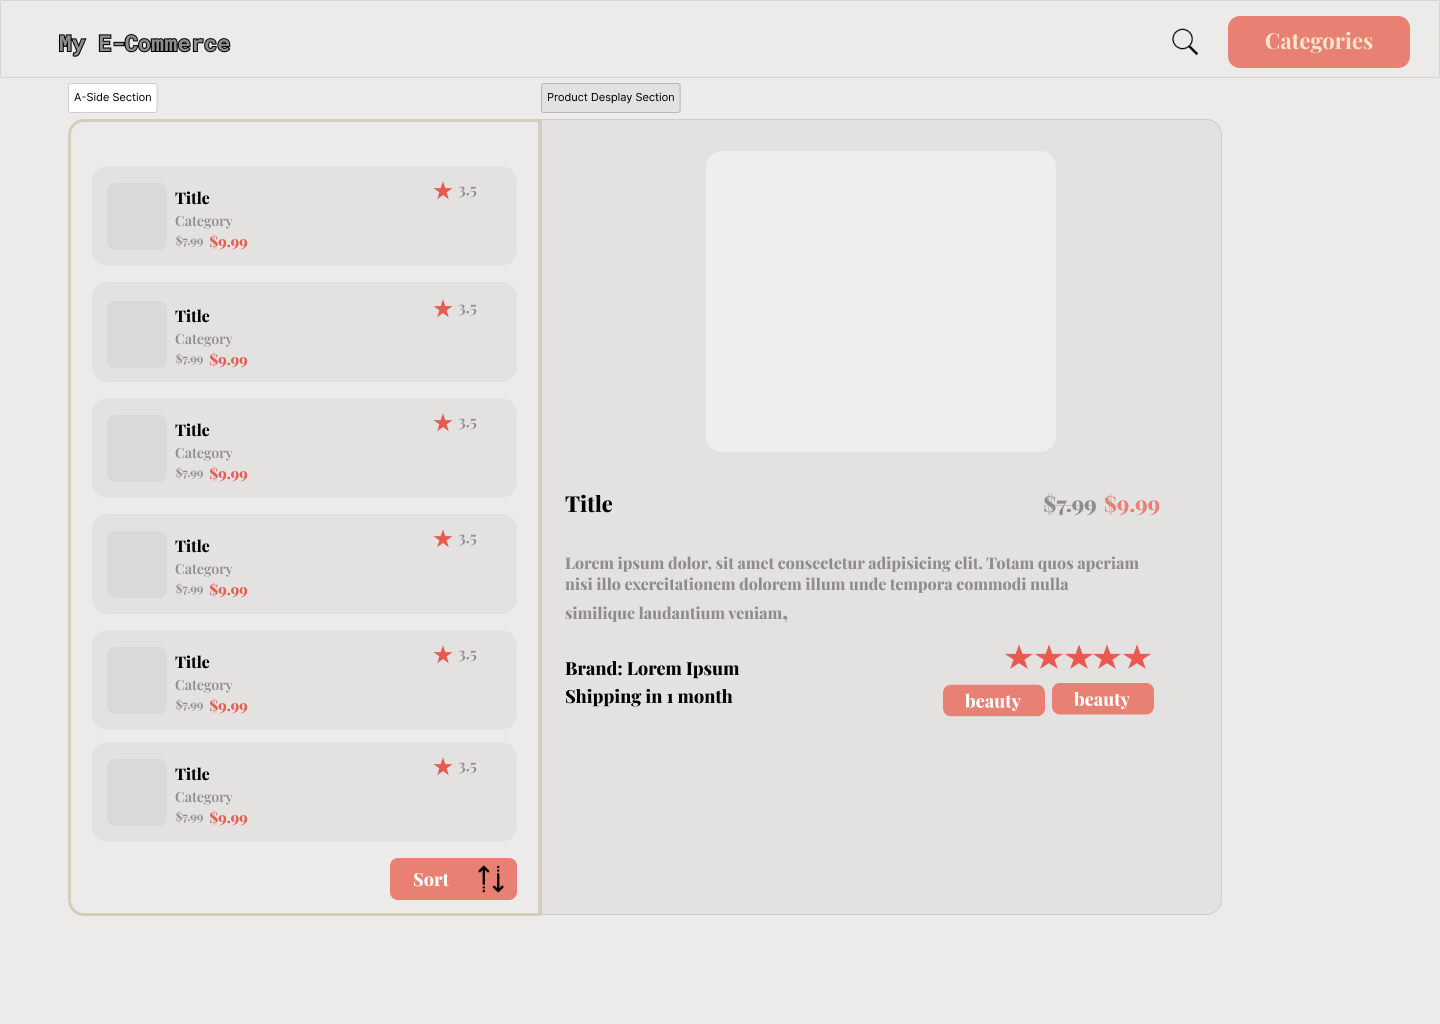 My E-Commerce
Categories
A-Side Section
Product Desplay Section
Title
3.5
Category
$7.99 $9.99
Title
3.5
Category
$7.99 $9.99
Title
3.5
Category
$7.99 $9.99
Title
3.5
Category
$7.99 $9.99
Title
3.5
Category
$7.99 $9.99
Title
3.5
Category
$7.99 $9.99
Sort
Title
$7.99 $9.99
Lorem ipsum dolor, sit amet consectetur adipisicing elit. Totam quos aperiam
nisi illo exercitationem dolorem illum unde tempora commodi nulla
similique laudantium veniam,
Brand: Lorem Ipsum
Shipping in 1 month
beauty
beauty